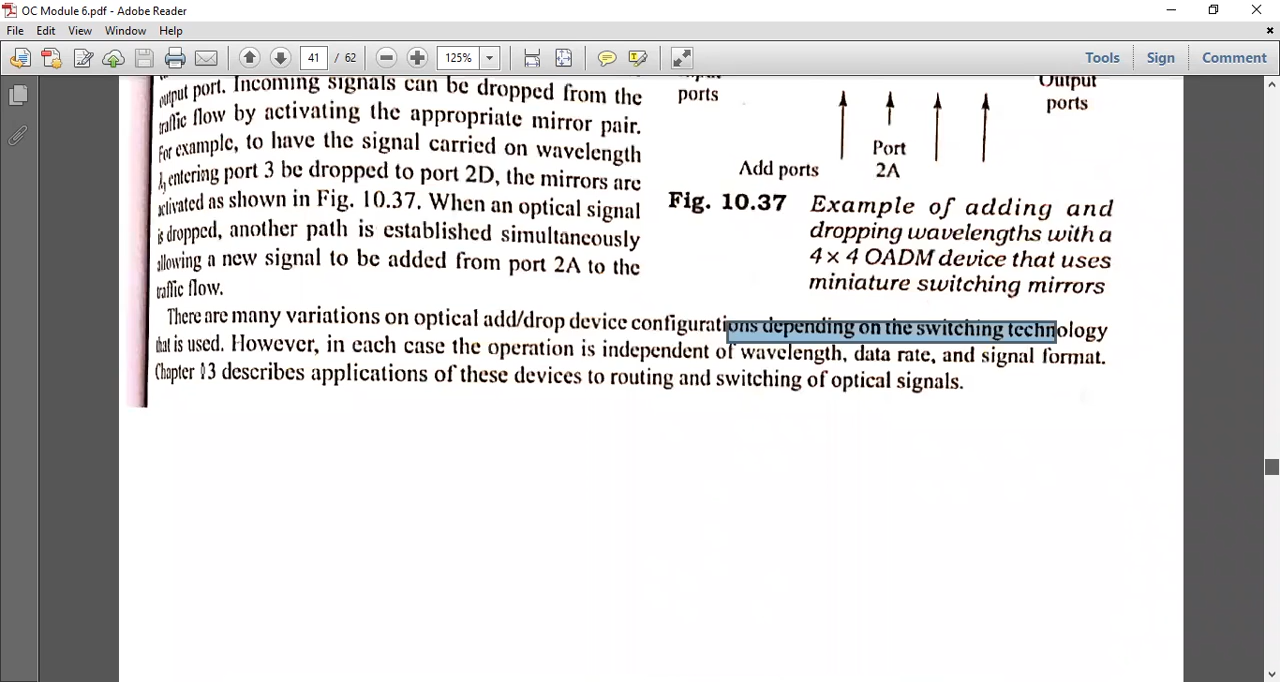 OC Module 6.pdf - Adobe Reader
File Edit View Window Help
41 / 62 125% Tools Sign Comment
output port. Incoming signals can be dropped from the
traffic flow by activating the appropriate mirror pair.
For example, to have the signal carried on wavelength
entering port 3 be dropped to port 2D, the mirrors are
activated as shown in Fig. 10.37. When an optical signal
is dropped, another path is established simultaneously
allowing a new signal to be added from port 2A to the
traffic flow.
ports
Output
ports
Port
2A
Add ports
Fig. 10.37 Example of adding and
dropping wavelengths with a
4 × 4 OADM device that uses
miniature switching mirrors
There are many variations on optical add/drop device configurations depending on the switching technology
that is used. However, in each case the operation is independent of wavelength, data rate, and signal format.
Chapter 13 describes applications of these devices to routing and switching of optical signals.